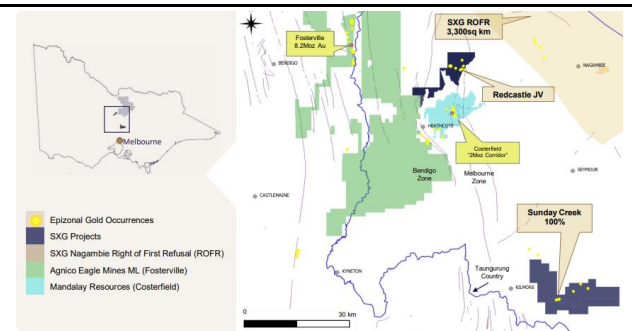 Melbourne
Epizonal Gold Occurrences
SXG Projects
SXG Nagambie Right of First Refusal (ROFR)
Agnico Eagle Mines ML (Fosterville)
Mandalay Resources (Costerfield)
Fosterville
8.2Moz Au
SXG ROFR
3,300sq km
BENDIGO
NAGAMBIE
Redcastle JV
HEATHCOTE
Costerfield
"2Moz Corridor"
Bendigo
Zone
Melbourne
Zone
SEYMOUR
CASTLEMAINE
Sunday Creek
100%
KYNETON
Taungurung
Country
KILMORE
0
30 km